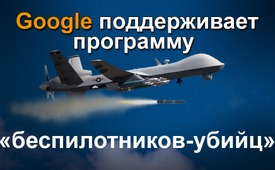 Google поддерживает
программу
«беспилотников-убийц»